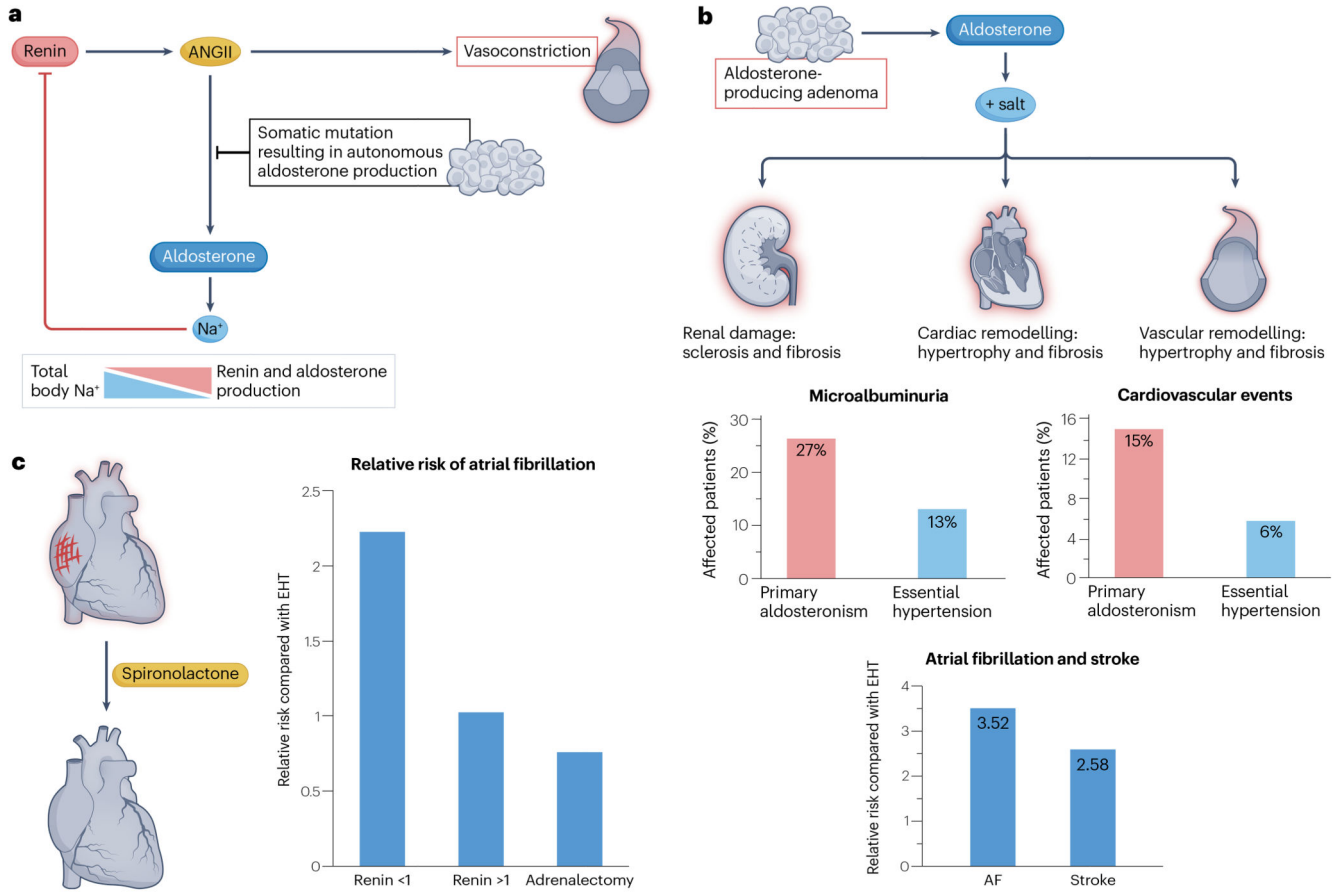 a
Renin
ANGII
Vasoconstriction
Somatic mutation
resulting in autonomous
aldosterone production
Aldosterone
Na⁺
Total
body Na⁺
Renin and aldosterone
production
b
Aldosterone-
producing adenoma
Aldosterone
+ salt
Renal damage:
sclerosis and fibrosis
Cardiac remodelling:
hypertrophy and fibrosis
Vascular remodelling:
hypertrophy and fibrosis
Microalbuminuria
Affected patients (%)
30
20
10
0
27%
13%
Primary
aldosteronism
Essential
hypertension
Cardiovascular events
Affected patients (%)
16
12
8
4
0
15%
6%
Primary
aldosteronism
Essential
hypertension
Atrial fibrillation and stroke
Relative risk compared with EHT
4
3
2
1
0
3.52
2.58
AF
Stroke
c
Spironolactone
Relative risk of atrial fibrillation
Relative risk compared with EHT
2.5
2
1.5
1
0.5
0
Renin <1
Renin >1
Adrenalectomy